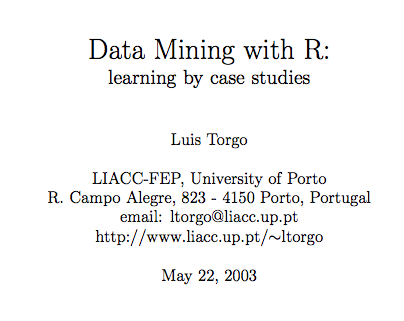 Data Mining with R:
learning by case studies
Luis Torgo
LIACC-FEP, University of Porto
R. Campo Alegre, 823 - 4150 Porto, Portugal
email: ltorgo@liacc.up.pt
http://www.liacc.up.pt/∼ltorgo
May 22, 2003